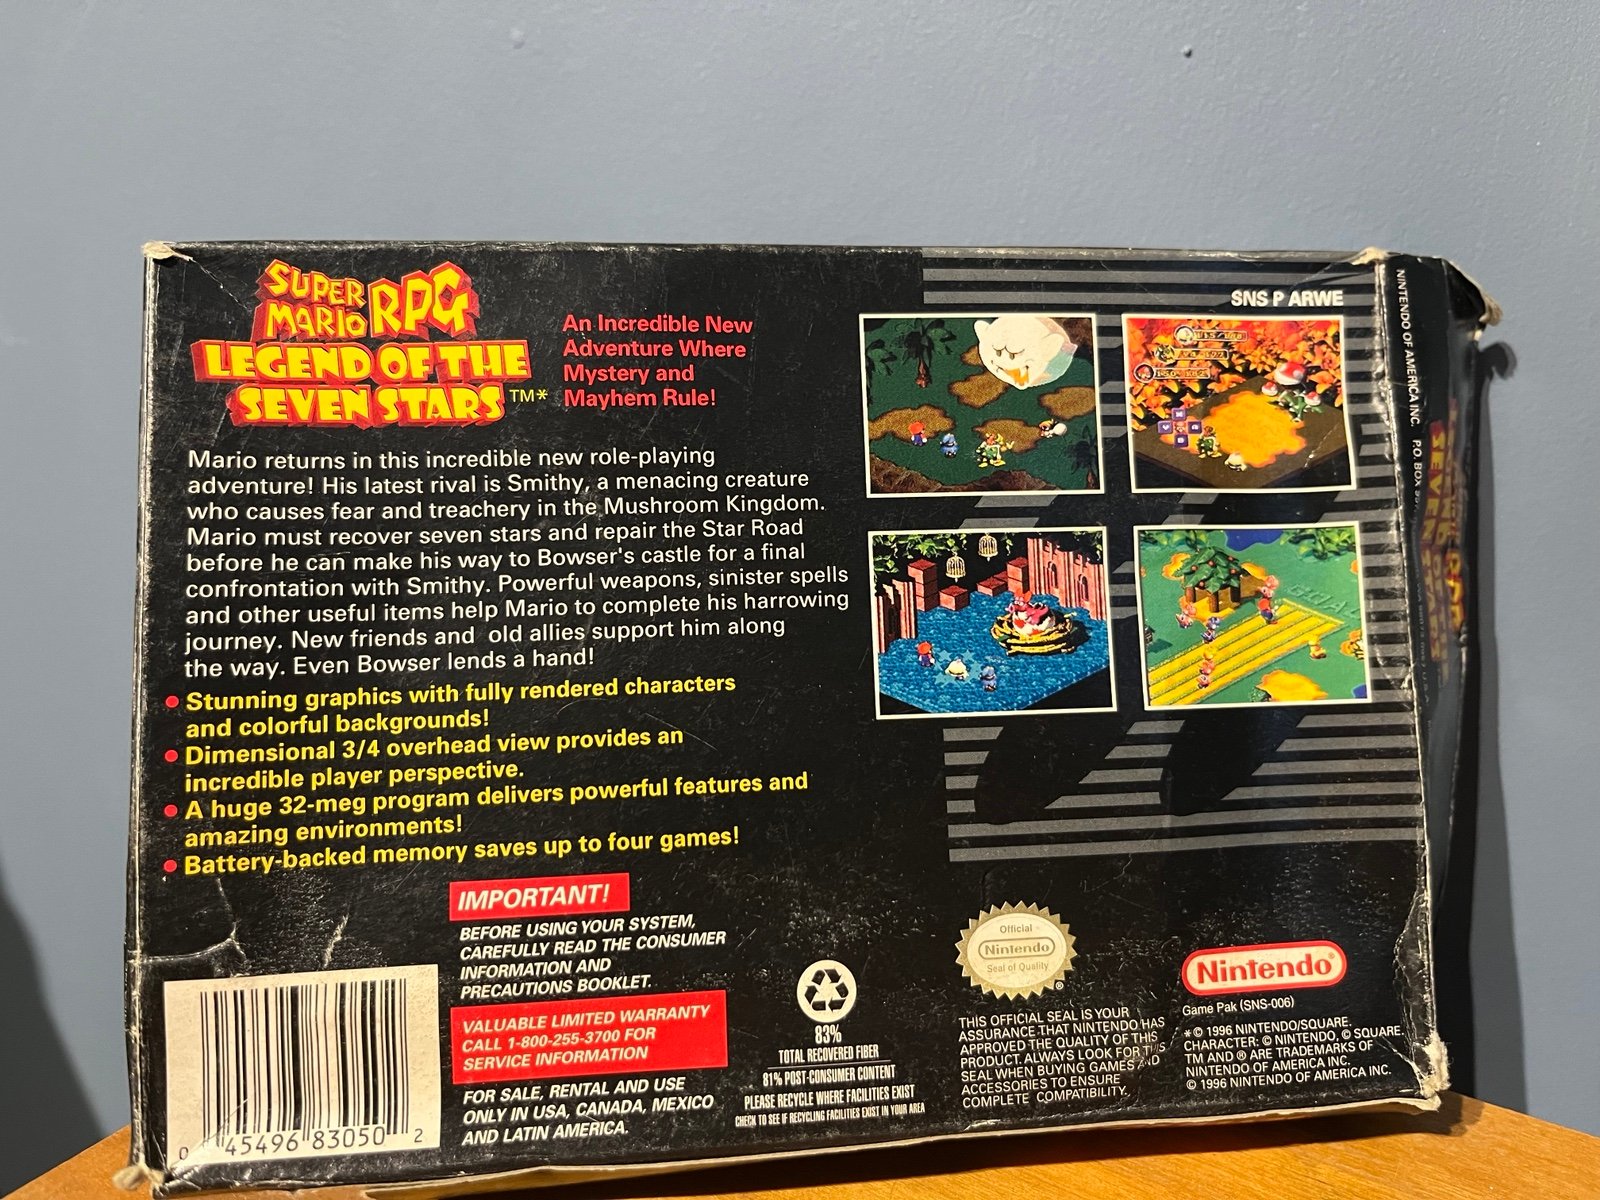 SUPER
MARIO RPG
LEGEND OF THE
SEVEN STARS™*
An Incredible New
Adventure Where
Mystery and
Mayhem Rule!
SNS P ARWE
Mario returns in this incredible new role-playing
adventure! His latest rival is Smithy, a menacing creature
who causes fear and treachery in the Mushroom Kingdom.
Mario must recover seven stars and repair the Star Road
before he can make his way to Bowser's castle for a final
confrontation with Smithy. Powerful weapons, sinister spells
and other useful items help Mario to complete his harrowing
journey. New friends and old allies support him along
the way. Even Bowser lends a hand!
• Stunning graphics with fully rendered characters
and colorful backgrounds!
• Dimensional 3/4 overhead view provides an
incredible player perspective.
• A huge 32-meg program delivers powerful features and
amazing environments!
• Battery-backed memory saves up to four games!
IMPORTANT!
BEFORE USING YOUR SYSTEM,
CAREFULLY READ THE CONSUMER
INFORMATION AND
PRECAUTIONS BOOKLET.
VALUABLE LIMITED WARRANTY
CALL 1-800-255-3700 FOR
SERVICE INFORMATION
FOR SALE, RENTAL AND USE
ONLY IN USA, CANADA, MEXICO
AND LATIN AMERICA.
0 45496 83050 2
83%
TOTAL RECOVERED FIBER
81% POST-CONSUMER CONTENT
PLEASE RECYCLE WHERE FACILITIES EXIST
CHECK TO SEE IF RECYCLING FACILITIES EXIST IN YOUR AREA
Official
Nintendo
Seal of Quality
®
THIS OFFICIAL SEAL IS YOUR
ASSURANCE THAT NINTENDO HAS
APPROVED THE QUALITY OF THIS
PRODUCT. ALWAYS LOOK FOR THIS
SEAL WHEN BUYING GAMES AND
ACCESSORIES TO ENSURE
COMPLETE COMPATIBILITY.
Nintendo®
Game Pak (SNS-006)
* © 1996 NINTENDO/SQUARE.
CHARACTER: © NINTENDO, © SQUARE.
TM AND ® ARE TRADEMARKS OF
NINTENDO OF AMERICA INC.
© 1996 NINTENDO OF AMERICA INC.
NINTENDO OF AMERICA INC. P.O. BOX